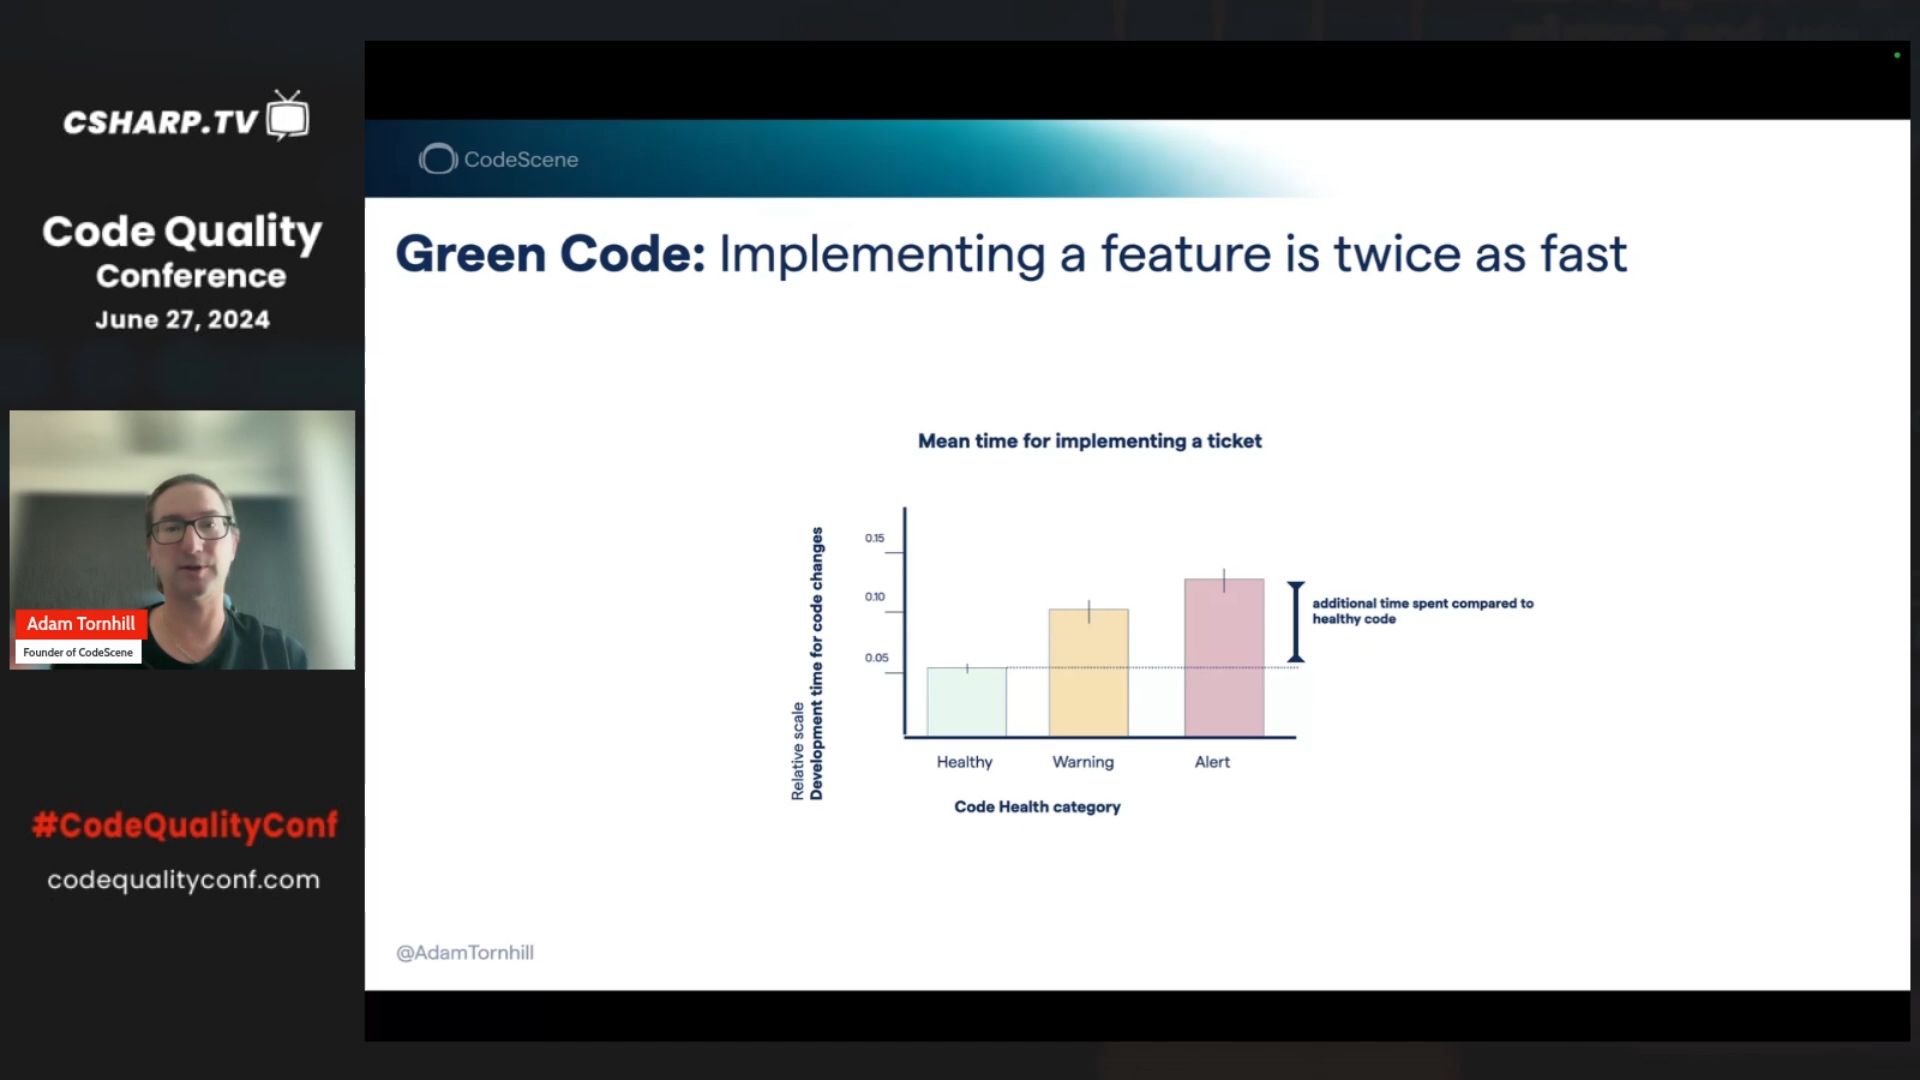 CSHARP.TV
Code Quality
Conference
June 27, 2024
Adam Tornhill
Founder of CodeScene
#CodeQualityConf
codequalityconf.com
CodeScene
Green Code: Implementing a feature is twice as fast
Mean time for implementing a ticket
Relative scale
Development time for code changes
0.15
0.10
0.05
additional time spent compared to
healthy code
Healthy
Warning
Alert
Code Health category
@AdamTornhill